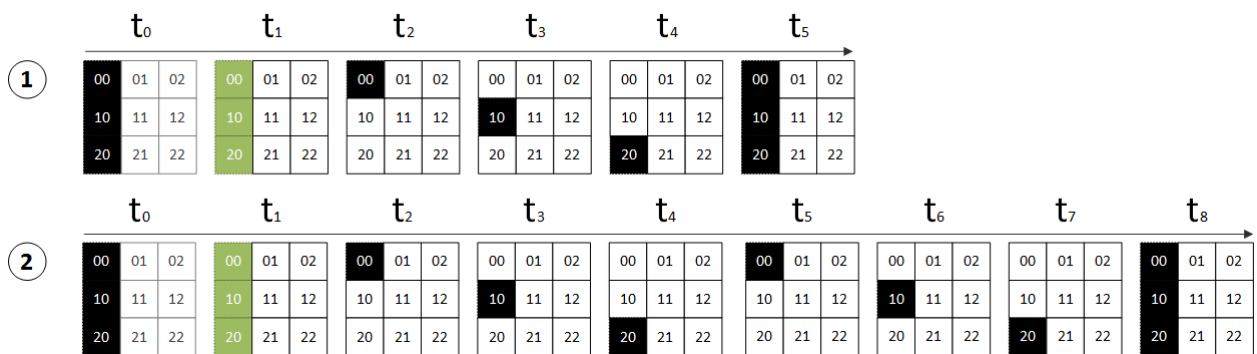 t0 t1 t2 t3 t4 t5
1
00 01 02 00 01 02 00 01 02 00 01 02 00 01 02 00 01 02
10 11 12 10 11 12 10 11 12 10 11 12 10 11 12 10 11 12
20 21 22 20 21 22 20 21 22 20 21 22 20 21 22 20 21 22
t0 t1 t2 t3 t4 t5 t6 t7 t8
2
00 01 02 00 01 02 00 01 02 00 01 02 00 01 02 00 01 02 00 01 02 00 01 02 00 01 02
10 11 12 10 11 12 10 11 12 10 11 12 10 11 12 10 11 12 10 11 12 10 11 12 10 11 12
20 21 22 20 21 22 20 21 22 20 21 22 20 21 22 20 21 22 20 21 22 20 21 22 20 21 22